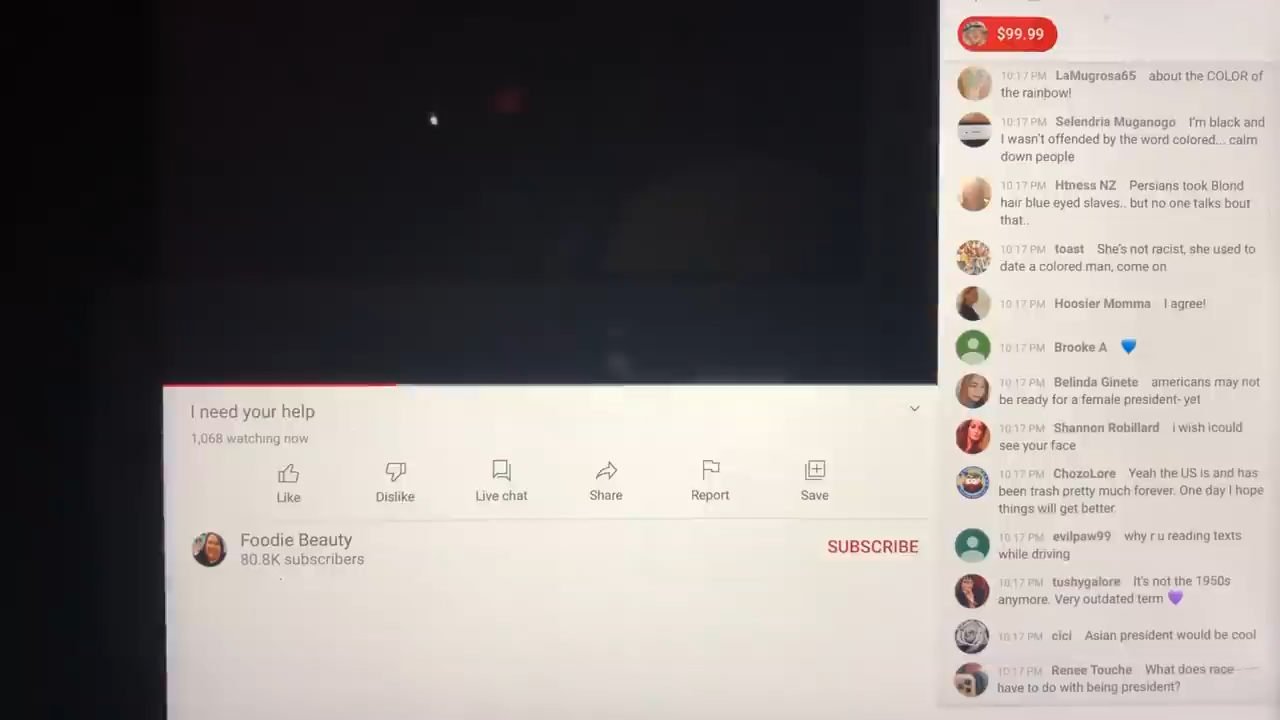 $99.99
10:17 PM LaMugrosa65 about the COLOR of
the rainbow!
10:17 PM Selendria Muganogo I'm black and
I wasn't offended by the word colored... calm
down people
10:17 PM Htness NZ Persians took Blond
hair blue eyed slaves.. but no one talks bout
that..
10:17 PM toast She's not racist, she used to
date a colored man, come on
10:17 PM Hoosier Momma I agree!
10:17 PM Brooke A 💙
10:17 PM Belinda Ginete americans may not
be ready for a female president- yet
10:17 PM Shannon Robillard i wish icould
see your face
10:17 PM ChozoLore Yeah the US is and has
been trash pretty much forever. One day I hope
things will get better.
10:17 PM evilpaw99 why r u reading texts
while driving
10:17 PM tushygalore It's not the 1950s
anymore. Very outdated term 💜
10:17 PM cici Asian president would be cool
10:17 PM Renee Touche What does race
have to do with being president?
I need your help
1,068 watching now
Like
Dislike
Live chat
Share
Report
Save
Foodie Beauty
80.8K subscribers
SUBSCRIBE